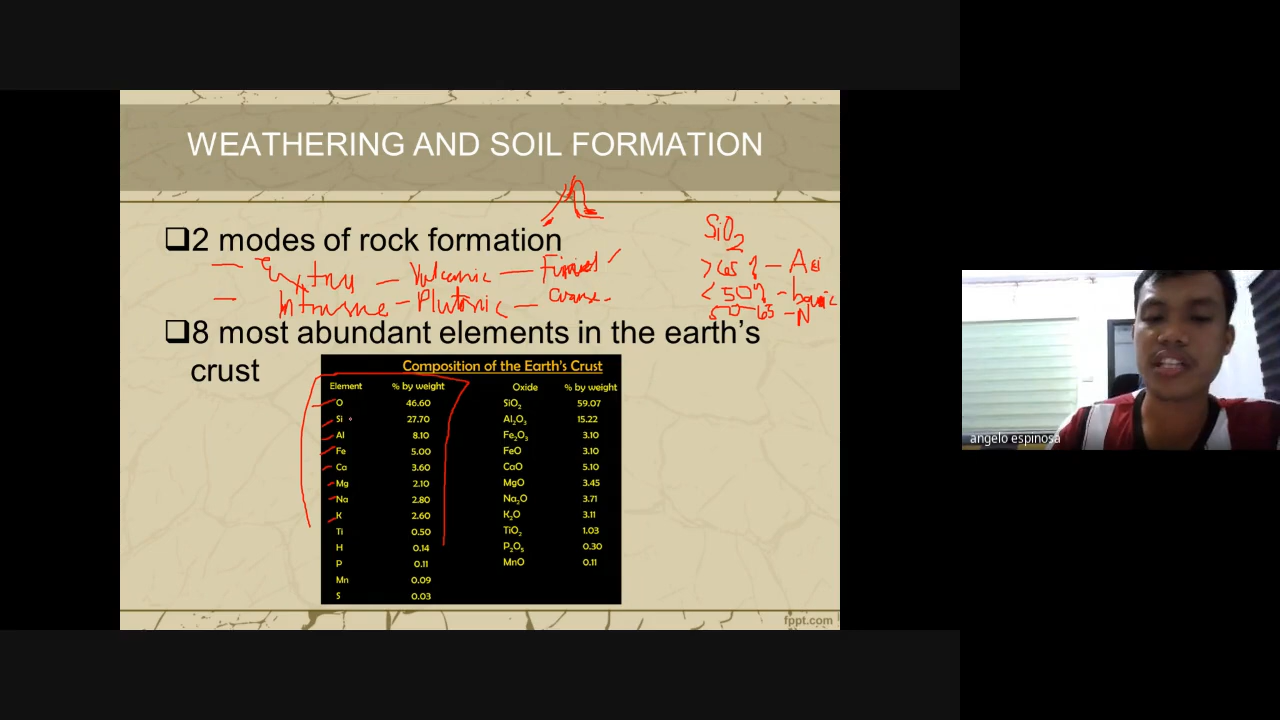 WEATHERING AND SOIL FORMATION
❑2 modes of rock formation
SiO2
— Vulcanic —
>65 % —
— Plutonic —
<50%
50 65 - N
❑8 most abundant elements in the earth's
crust
Composition of the Earth's Crust
Element % by weight Oxide % by weight
O 46.60 SiO2 59.07
Si 27.70 Al2O3 15.22
Al 8.10 Fe2O3 3.10
Fe 5.00 FeO 3.10
Ca 3.60 CaO 5.10
Mg 2.10 MgO 3.45
Na 2.80 Na2O 3.71
K 2.60 K2O 3.11
Ti 0.50 TiO2 1.03
H 0.14 P2O5 0.30
P 0.11 MnO 0.11
Mn 0.09
S 0.03
fppt.com
angelo espinosa